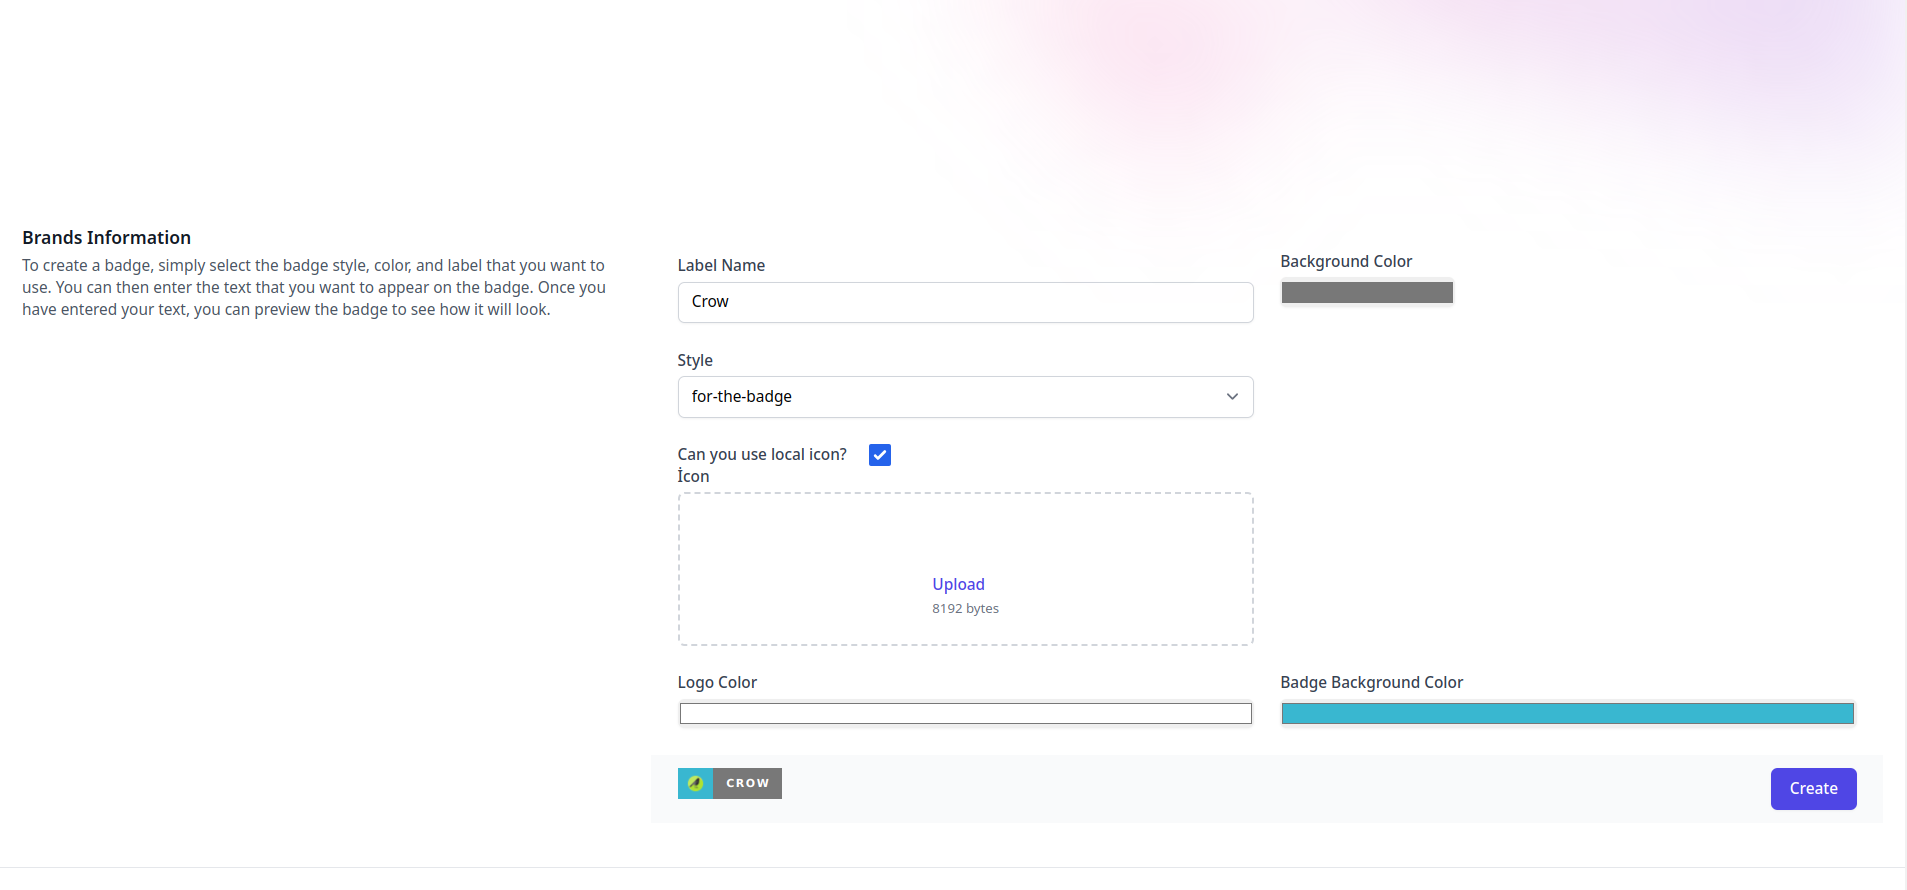 Brands Information
To create a badge, simply select the badge style, color, and label that you want to
use. You can then enter the text that you want to appear on the badge. Once you
have entered your text, you can preview the badge to see how it will look.
Label Name
Crow
Background Color
Style
for-the-badge
Can you use local icon?
İcon
Upload
8192 bytes
Logo Color
Badge Background Color
CROW
Create